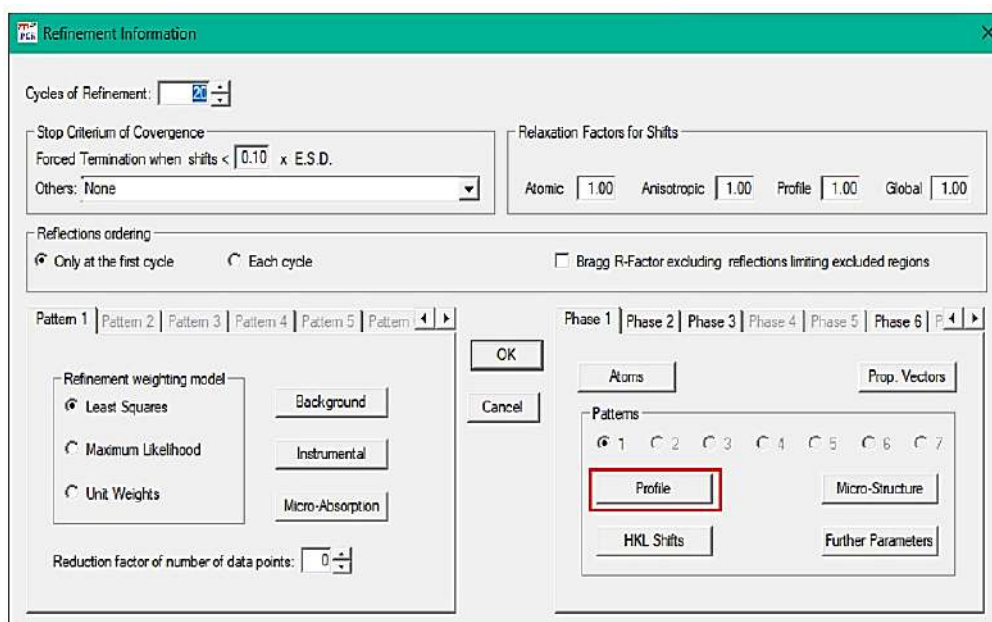 Refinement Information
Cycles of Refinement: 20
Stop Criterium of Covergence
Forced Termination when shifts < 0.10 x E.S.D.
Others: None
Relaxation Factors for Shifts
Atomic 1.00 Anisotropic 1.00 Profile 1.00 Global 1.00
Reflections ordering
Only at the first cycle Each cycle Bragg R-Factor excluding reflections limiting excluded regions
Pattern 1 Pattern 2 Pattern 3 Pattern 4 Pattern 5 Pattern
Refinement weighting model
Least Squares
Maximum Likelihood
Unit Weights
Background
Instrumental
Micro-Absorption
Reduction factor of number of data points: 0
OK
Cancel
Phase 1 Phase 2 Phase 3 Phase 4 Phase 5 Phase 6 P
Atoms Prop. Vectors
Patterns
1 2 3 4 5 6 7
Profile Micro-Structure
HKL Shifts Further Parameters